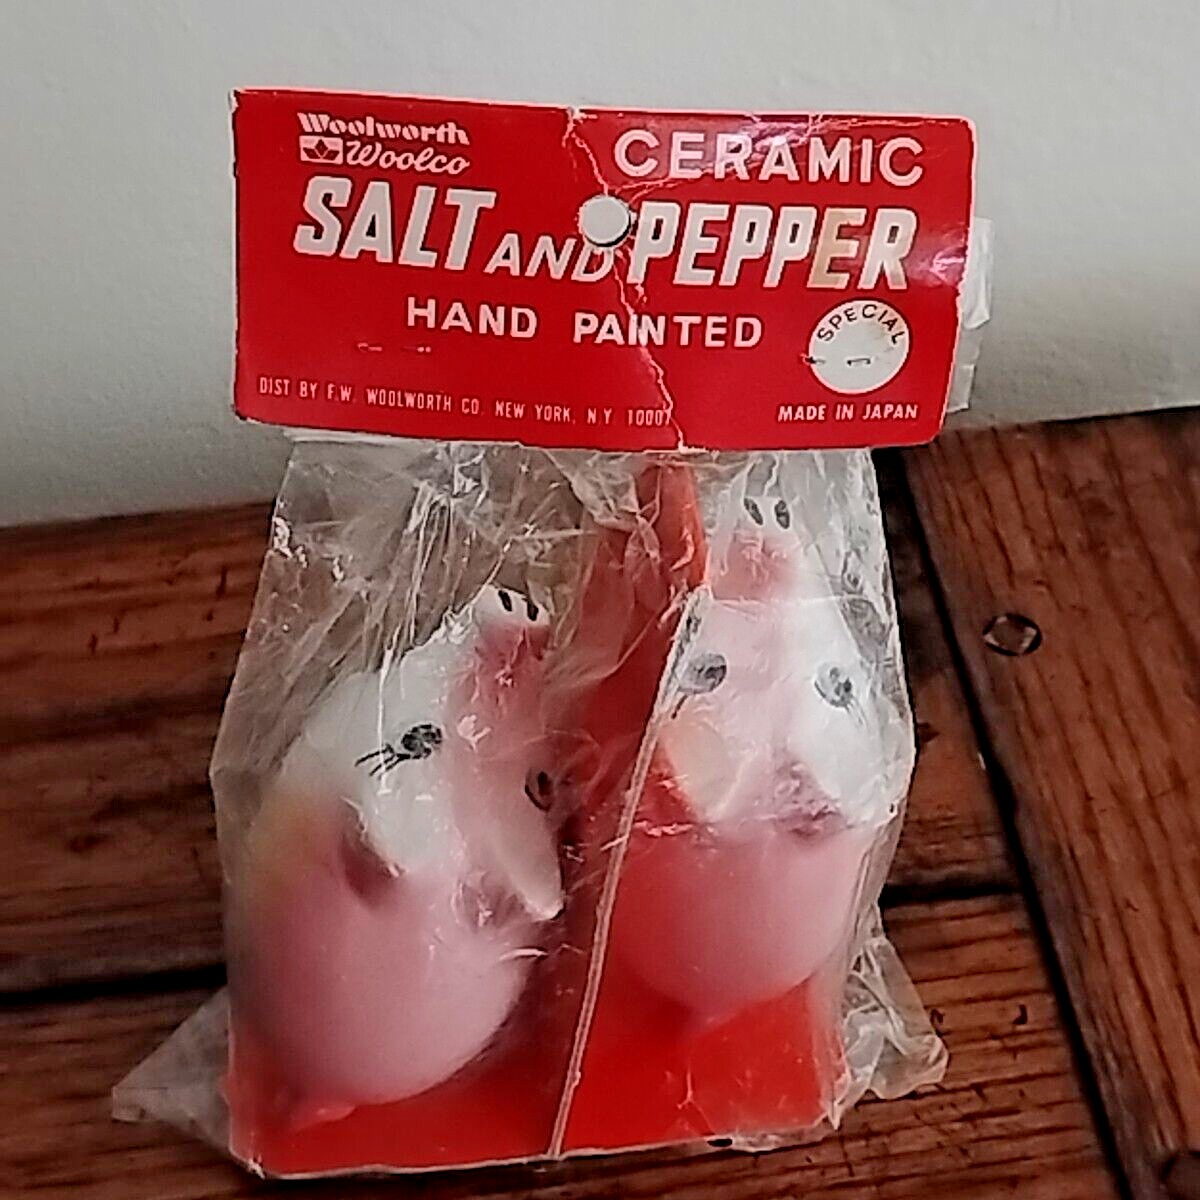 Woolworth
Woolco
CERAMIC
SALT AND PEPPER
HAND PAINTED
SPECIAL
DIST BY F.W. WOOLWORTH CO. NEW YORK, N.Y. 10007
MADE IN JAPAN